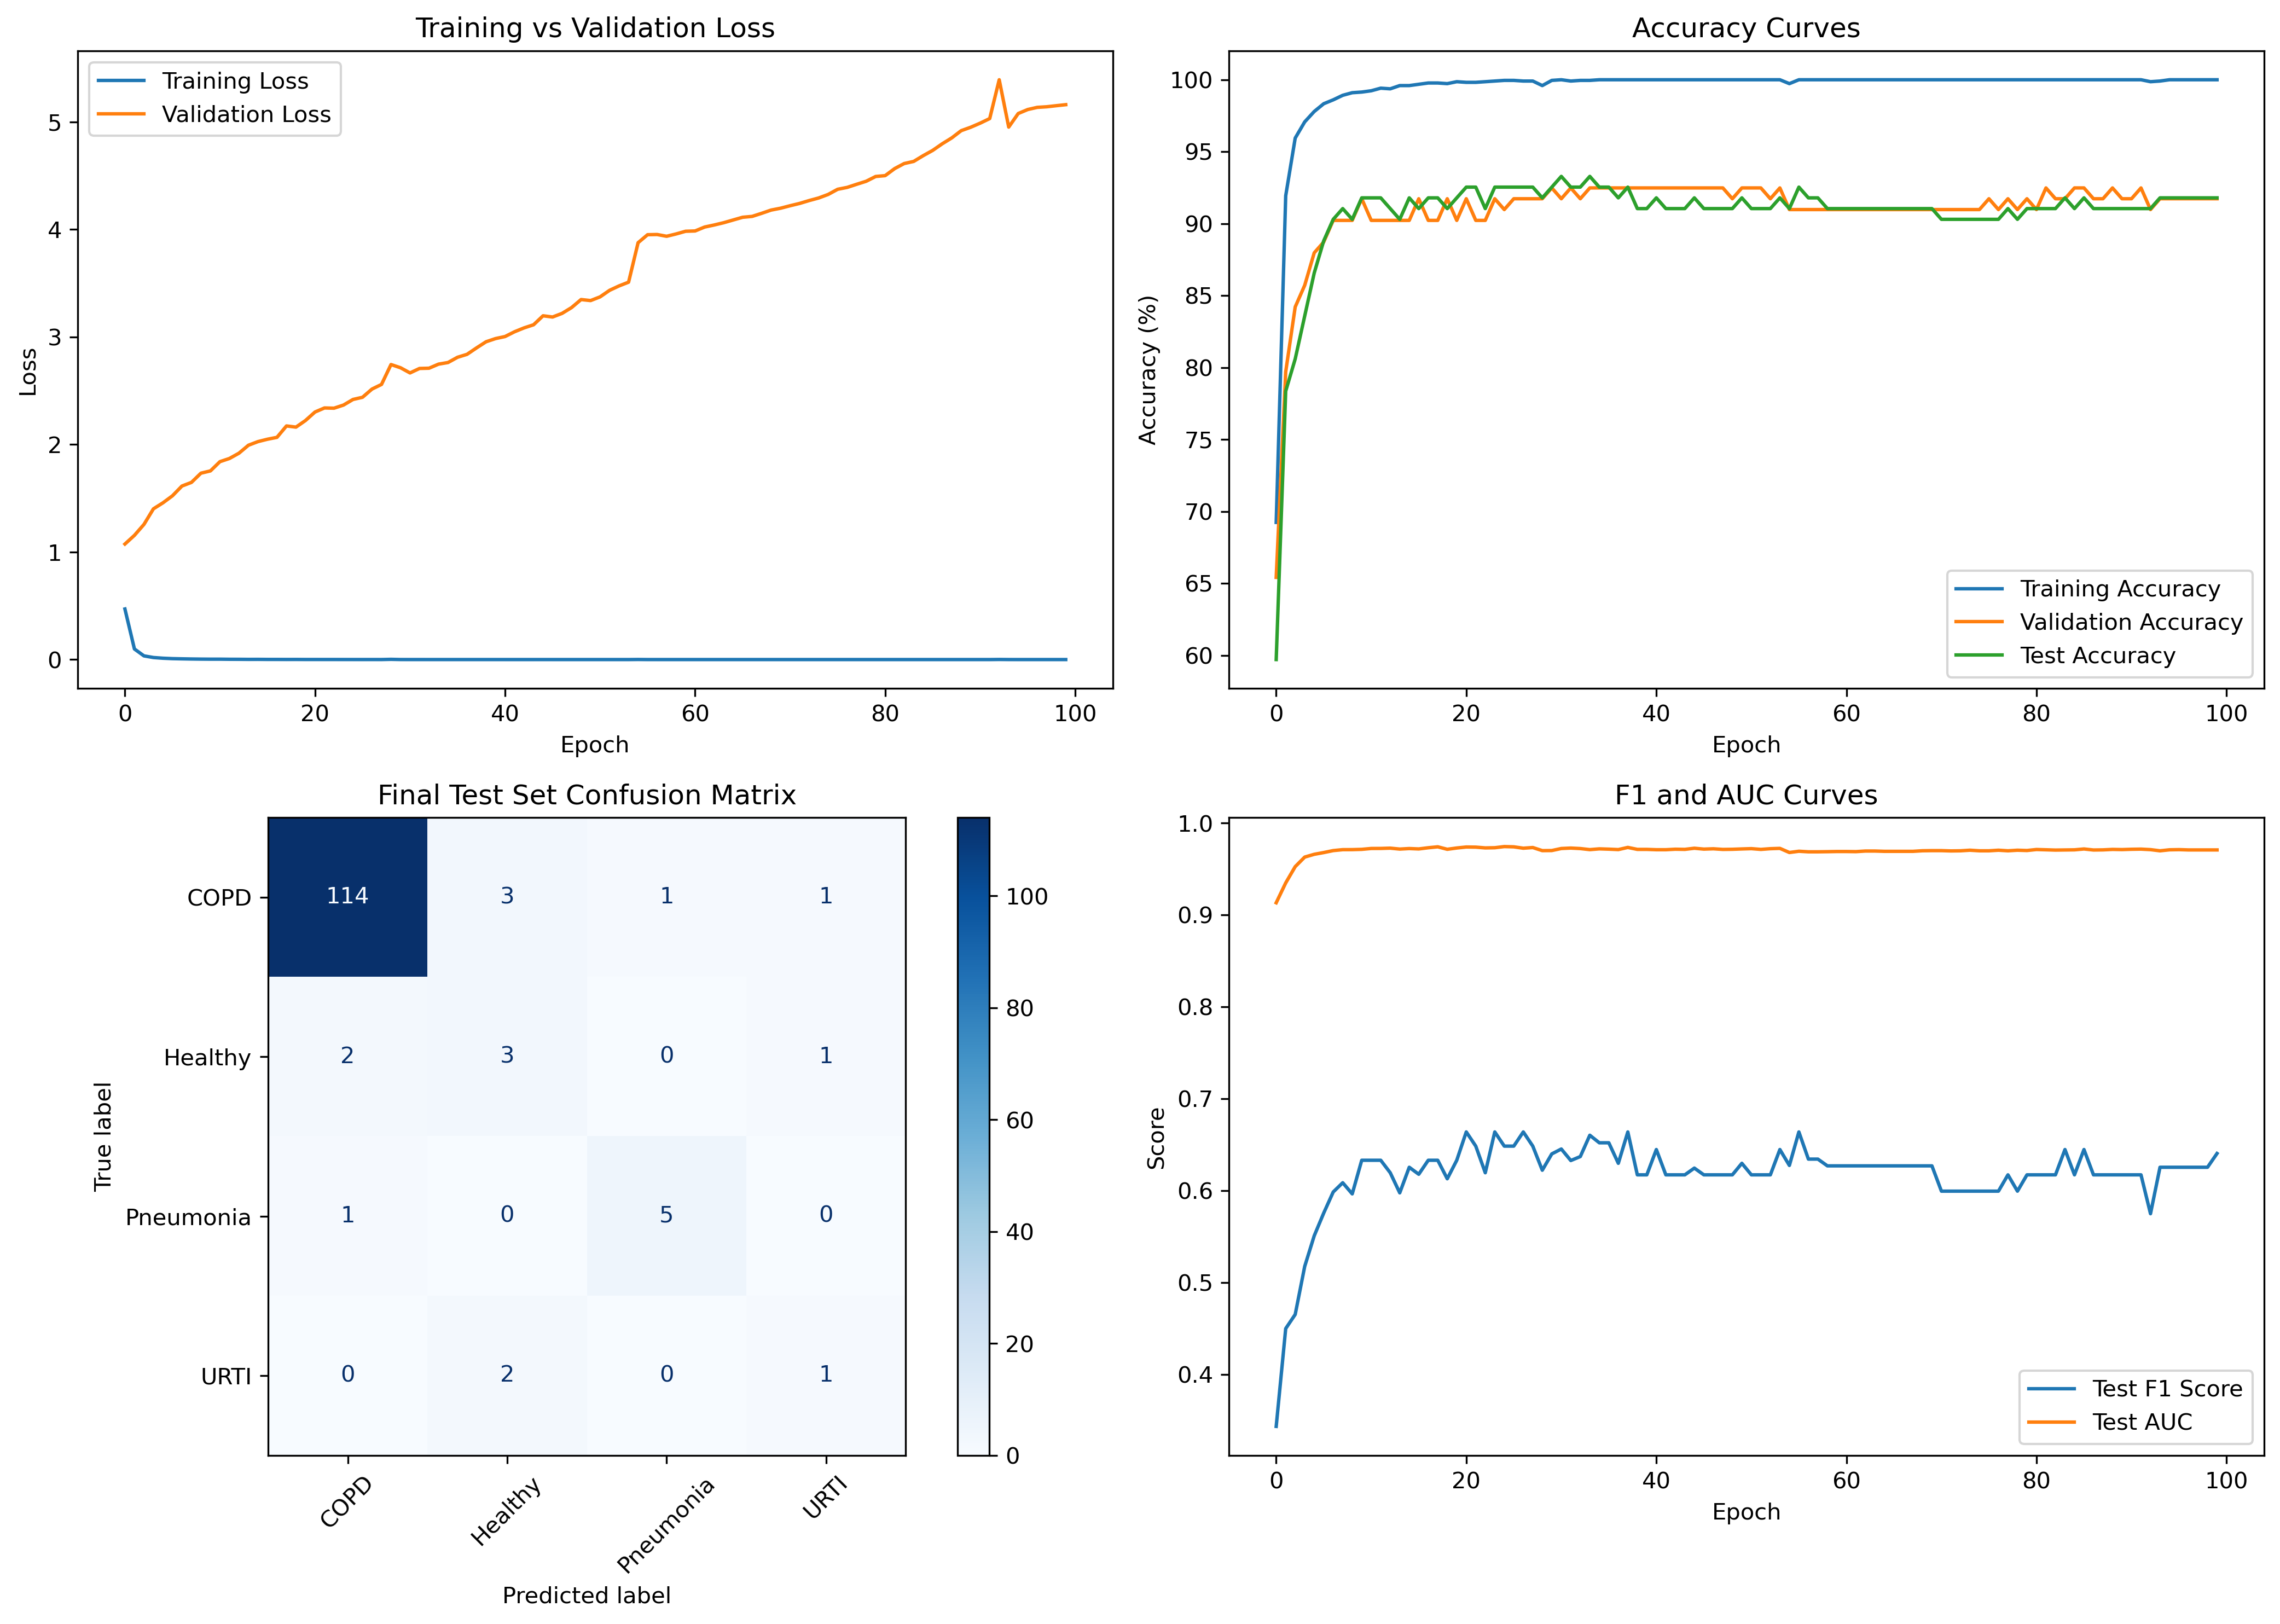 Training vs Validation Loss
Training Loss
Validation Loss
5
4
3
2
1
0
Loss
0 20 40 60 80 100
Epoch
Accuracy Curves
100
95
90
85
80
75
70
65
60
Accuracy (%)
Training Accuracy
Validation Accuracy
Test Accuracy
0 20 40 60 80 100
Epoch
Final Test Set Confusion Matrix
True label
COPD 114 3 1 1
Healthy 2 3 0 1
Pneumonia 1 0 5 0
URTI 0 2 0 1
COPD Healthy Pneumonia URTI
Predicted label
100
80
60
40
20
0
F1 and AUC Curves
1.0
0.9
0.8
0.7
0.6
0.5
0.4
Score
Test F1 Score
Test AUC
0 20 40 60 80 100
Epoch